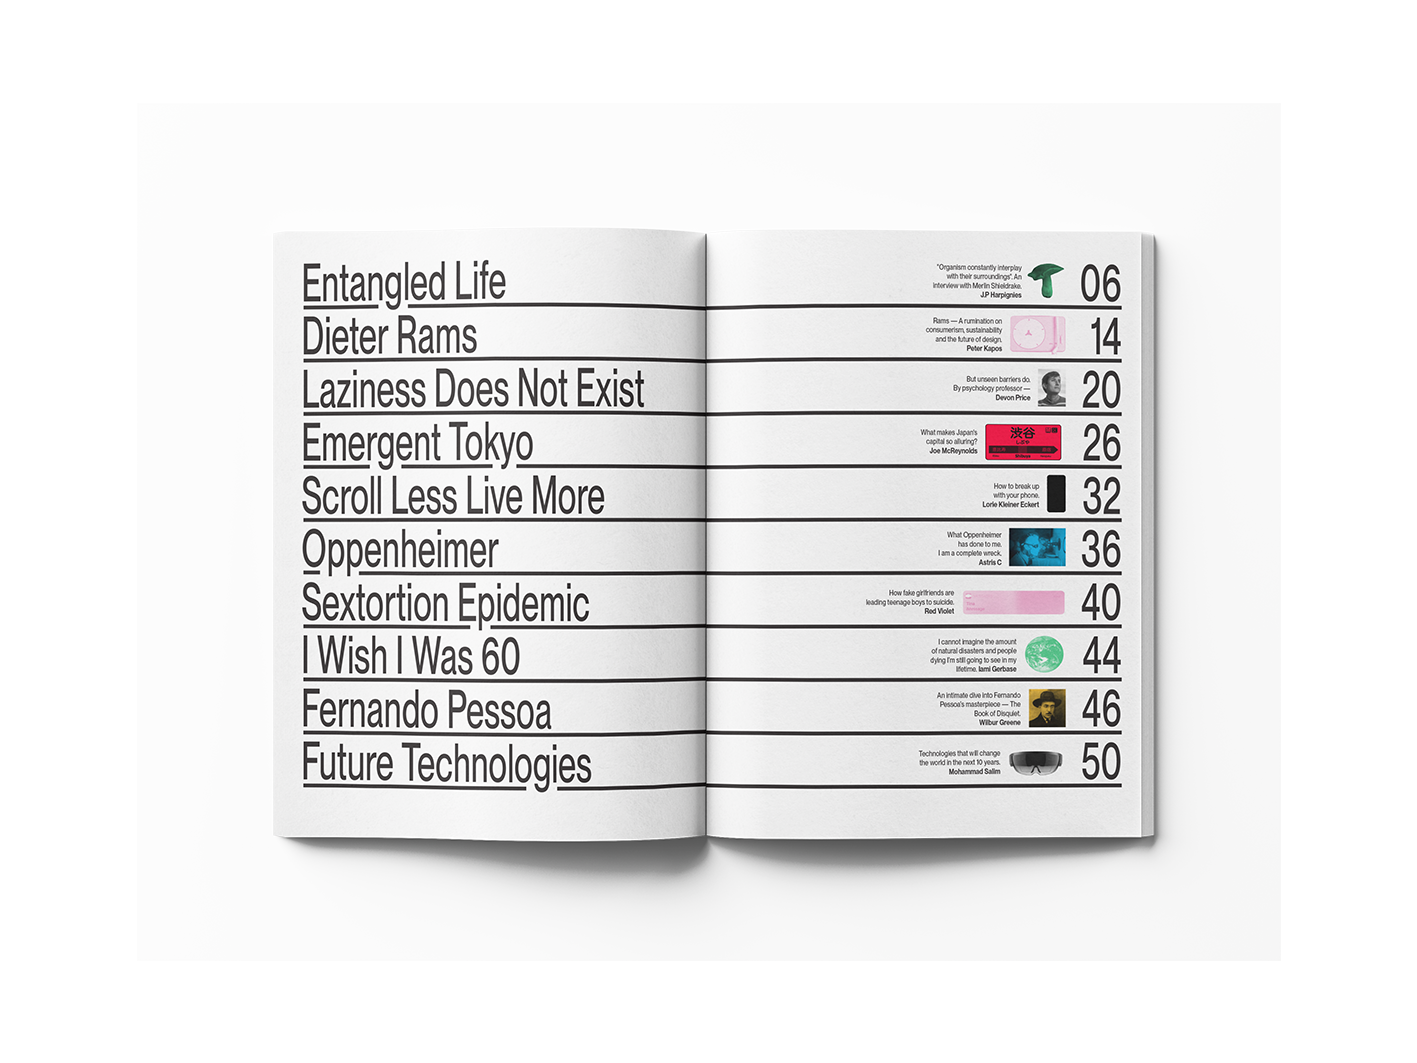 Entangled Life
"Organism constantly interplay
with their surroundings". An
interview with Merlin Shieldrake.
J.P Harpignies
06
Dieter Rams
Rams — A rumination on
consumerism, sustainability
and the future of design.
Peter Kapos
14
Laziness Does Not Exist
But unseen barriers do.
By psychology professor —
Devon Price
20
Emergent Tokyo
What makes Japan's
capital so alluring?
Joe McReynolds
渋谷
しぶや
26
Scroll Less Live More
How to break up
with your phone.
Lorie Kleiner Eckert
32
Oppenheimer
What Oppenheimer
has done to me.
I am a complete wreck.
Astris C
36
Sextortion Epidemic
How fake girlfriends are
leading teenage boys to suicide.
Red Violet
40
I Wish I Was 60
I cannot imagine the amount
of natural disasters and people
dying I'm still going to see in my
lifetime. Iami Gerbase
44
Fernando Pessoa
An intimate dive into Fernando
Pessoa's masterpiece — The
Book of Disquiet.
Wilbur Greene
46
Future Technologies
Technologies that will change
the world in the next 10 years.
Mohammad Salim
50